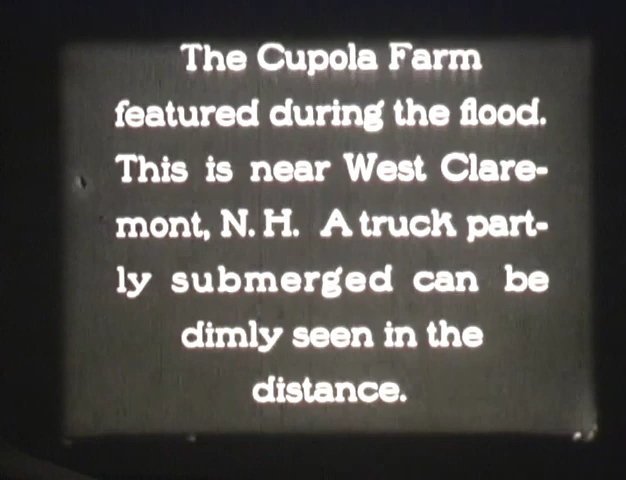 The Cupola Farm
featured during the flood.
This is near West Clare-
mont, N. H. A truck part-
ly submerged can be
dimly seen in the
distance.